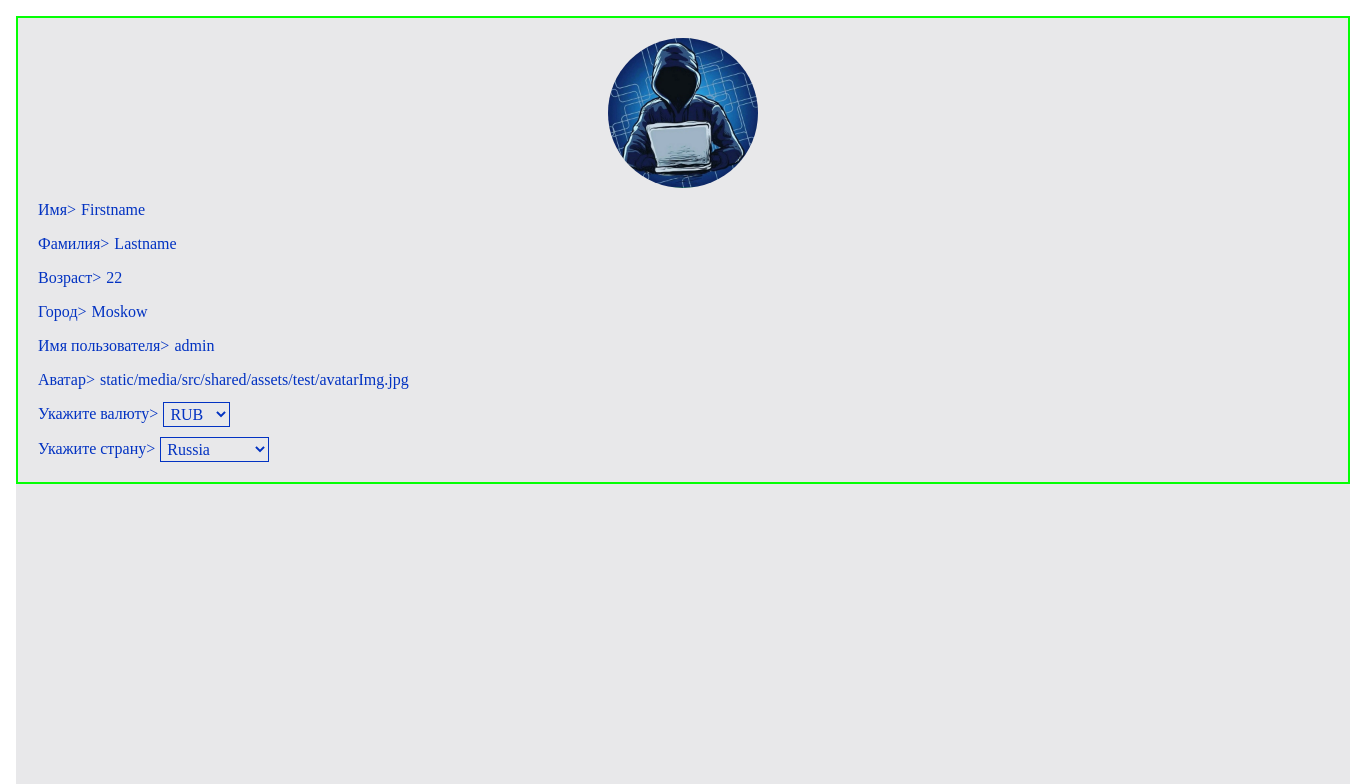 Имя> Firstname
Фамилия> Lastname
Возраст> 22
Город> Moskow
Имя пользователя> admin
Аватар> static/media/src/shared/assets/test/avatarImg.jpg
Укажите валюту> RUB
Укажите страну> Russia